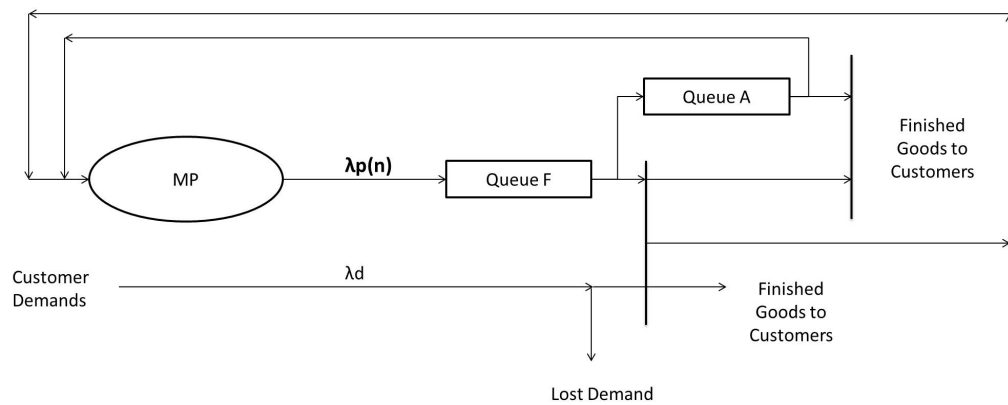 Queue A
Finished
Goods to
Customers
MP
λp(n)
Queue F
Customer
Demands
λd
Finished
Goods to
Customers
Lost Demand